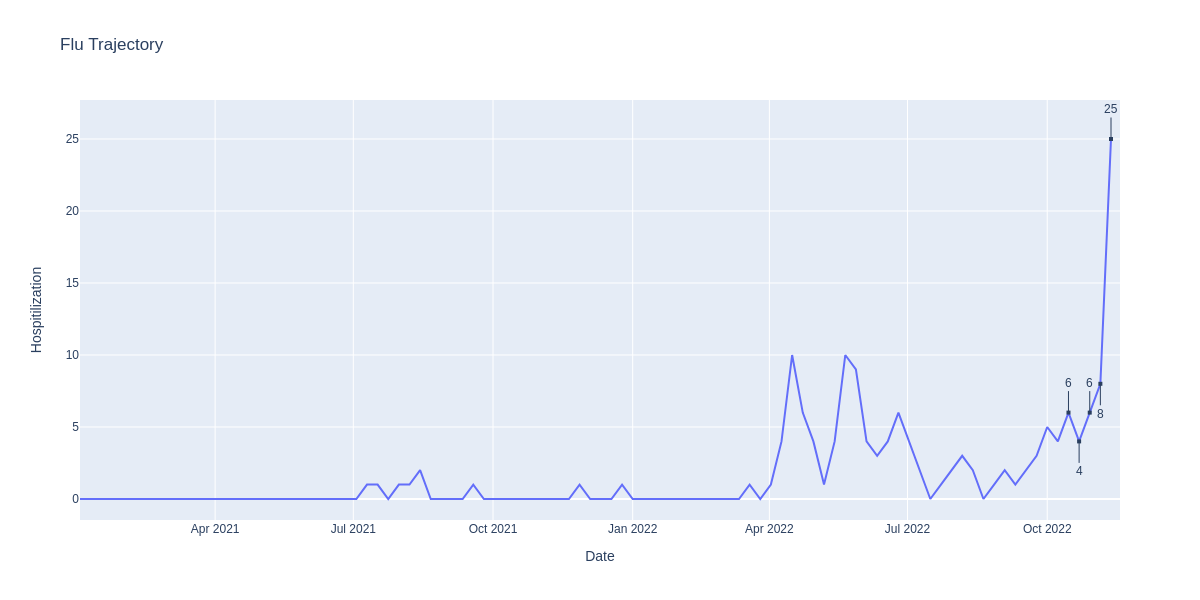 Flu Trajectory
25
25
20
15
10
6
6
8
5
4
0
Hospitilization
Apr 2021
Jul 2021
Oct 2021
Jan 2022
Apr 2022
Jul 2022
Oct 2022
Date